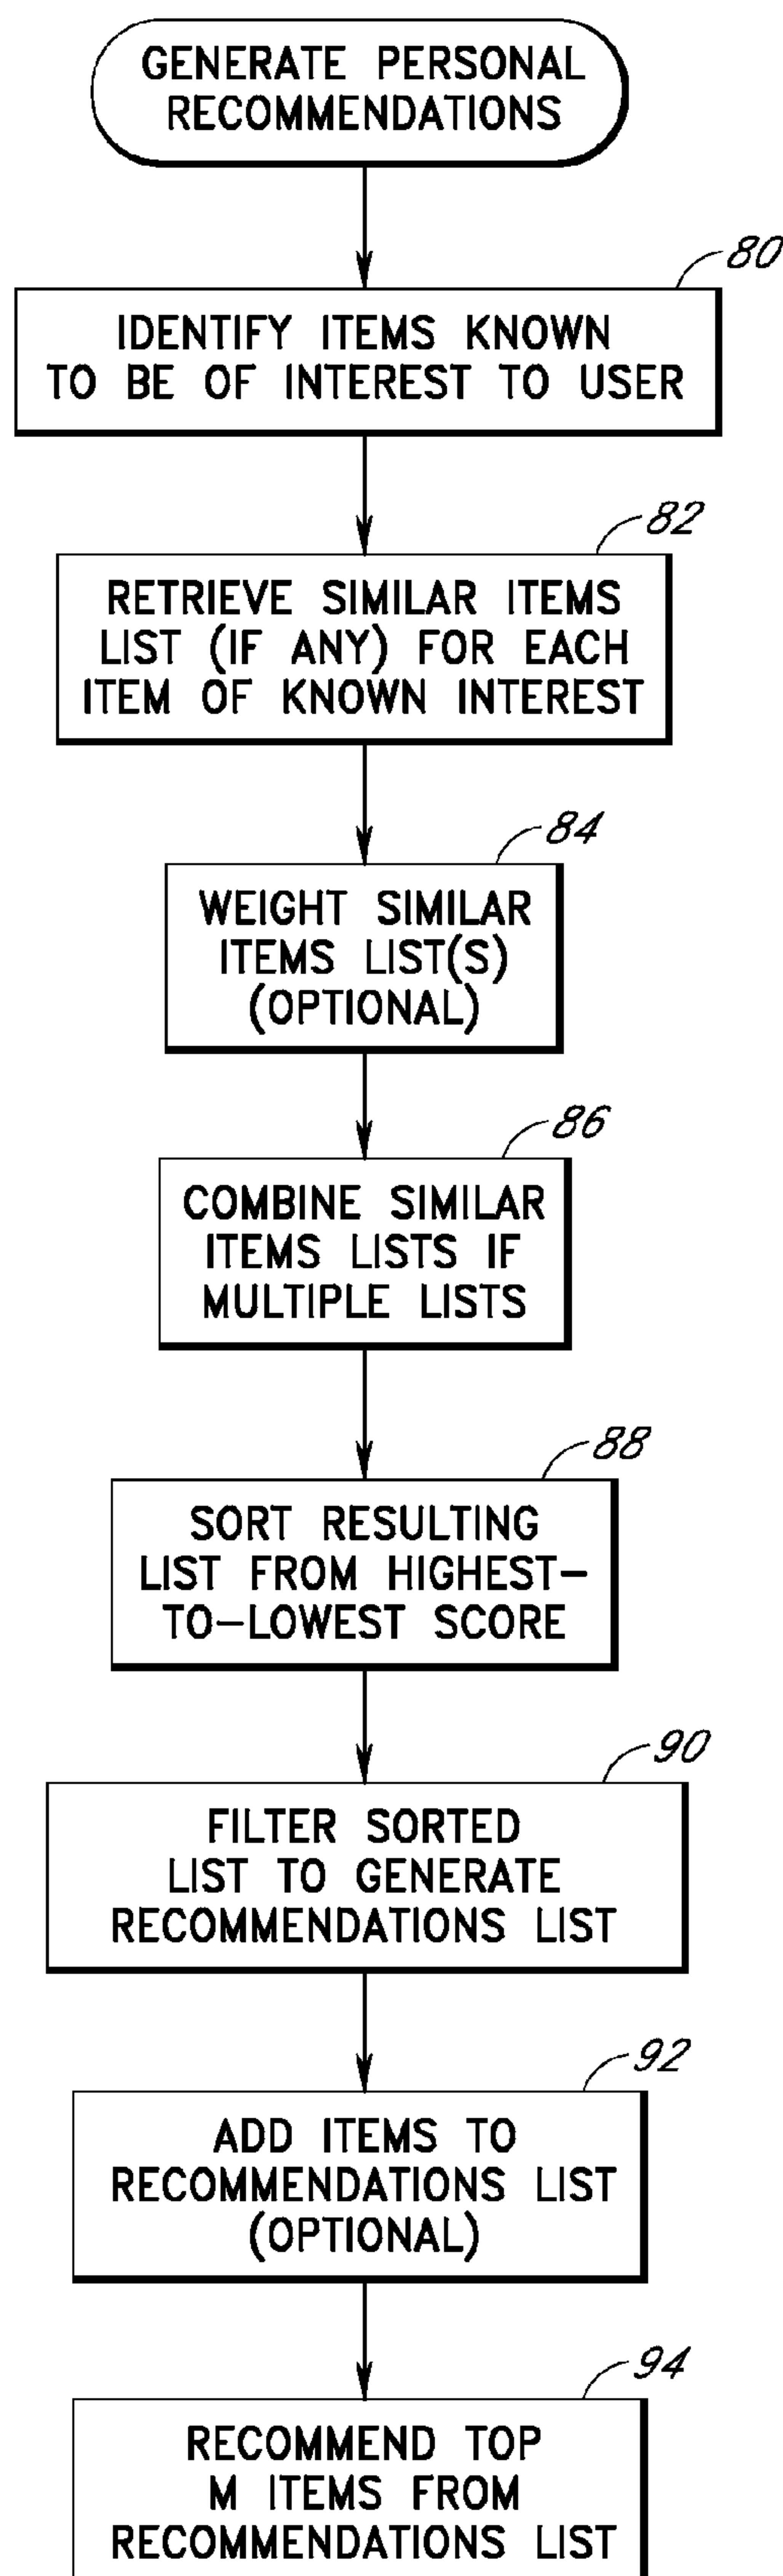 GENERATE PERSONAL
RECOMMENDATIONS
80
IDENTIFY ITEMS KNOWN
TO BE OF INTEREST TO USER
82
RETRIEVE SIMILAR ITEMS
LIST (IF ANY) FOR EACH
ITEM OF KNOWN INTEREST
84
WEIGHT SIMILAR
ITEMS LIST(S)
(OPTIONAL)
86
COMBINE SIMILAR
ITEMS LISTS IF
MULTIPLE LISTS
88
SORT RESULTING
LIST FROM HIGHEST-
TO-LOWEST SCORE
90
FILTER SORTED
LIST TO GENERATE
RECOMMENDATIONS LIST
92
ADD ITEMS TO
RECOMMENDATIONS LIST
(OPTIONAL)
94
RECOMMEND TOP
M ITEMS FROM
RECOMMENDATIONS LIST